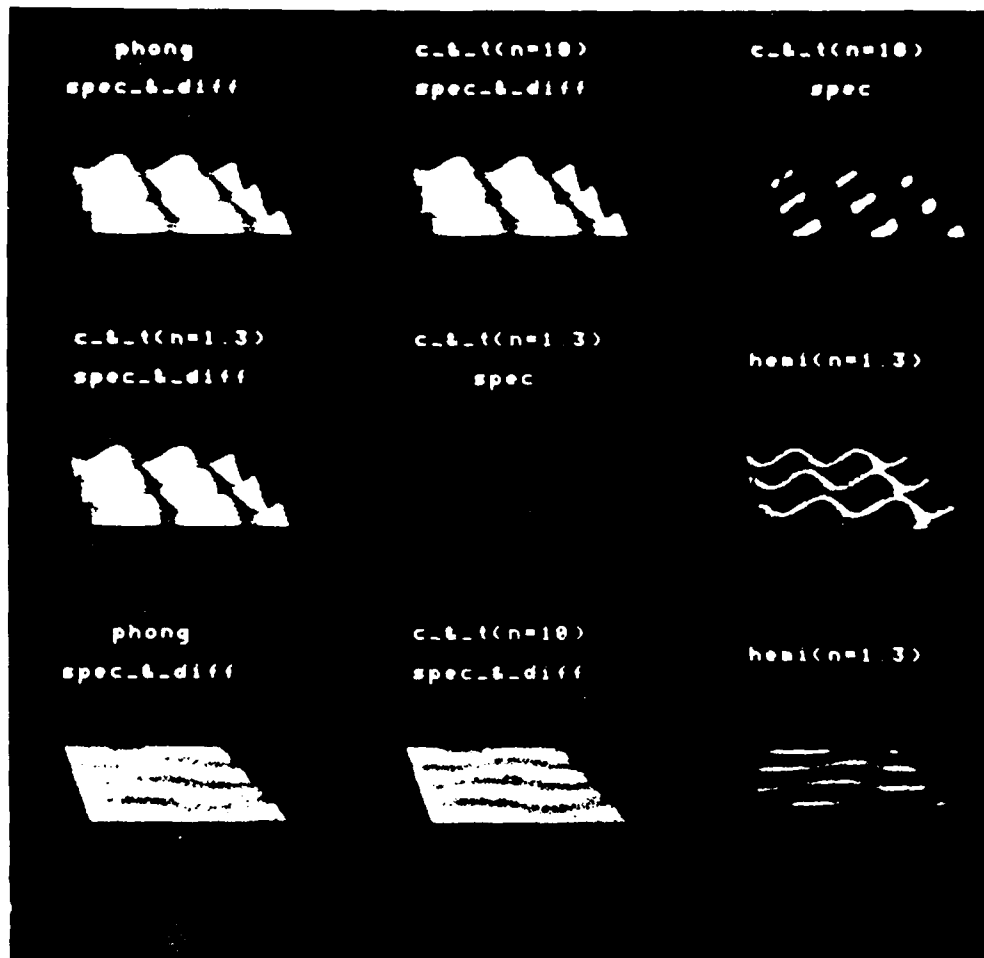 phong
spec_&_diff
c_&_t(n=10)
spec_&_diff
c_&_t(n=10)
spec
c_&_t(n=1.3)
spec_&_diff
c_&_t(n=1.3)
spec
hemi(n=1.3)
phong
spec_&_diff
c_&_t(n=10)
spec_&_diff
hemi(n=1.3)